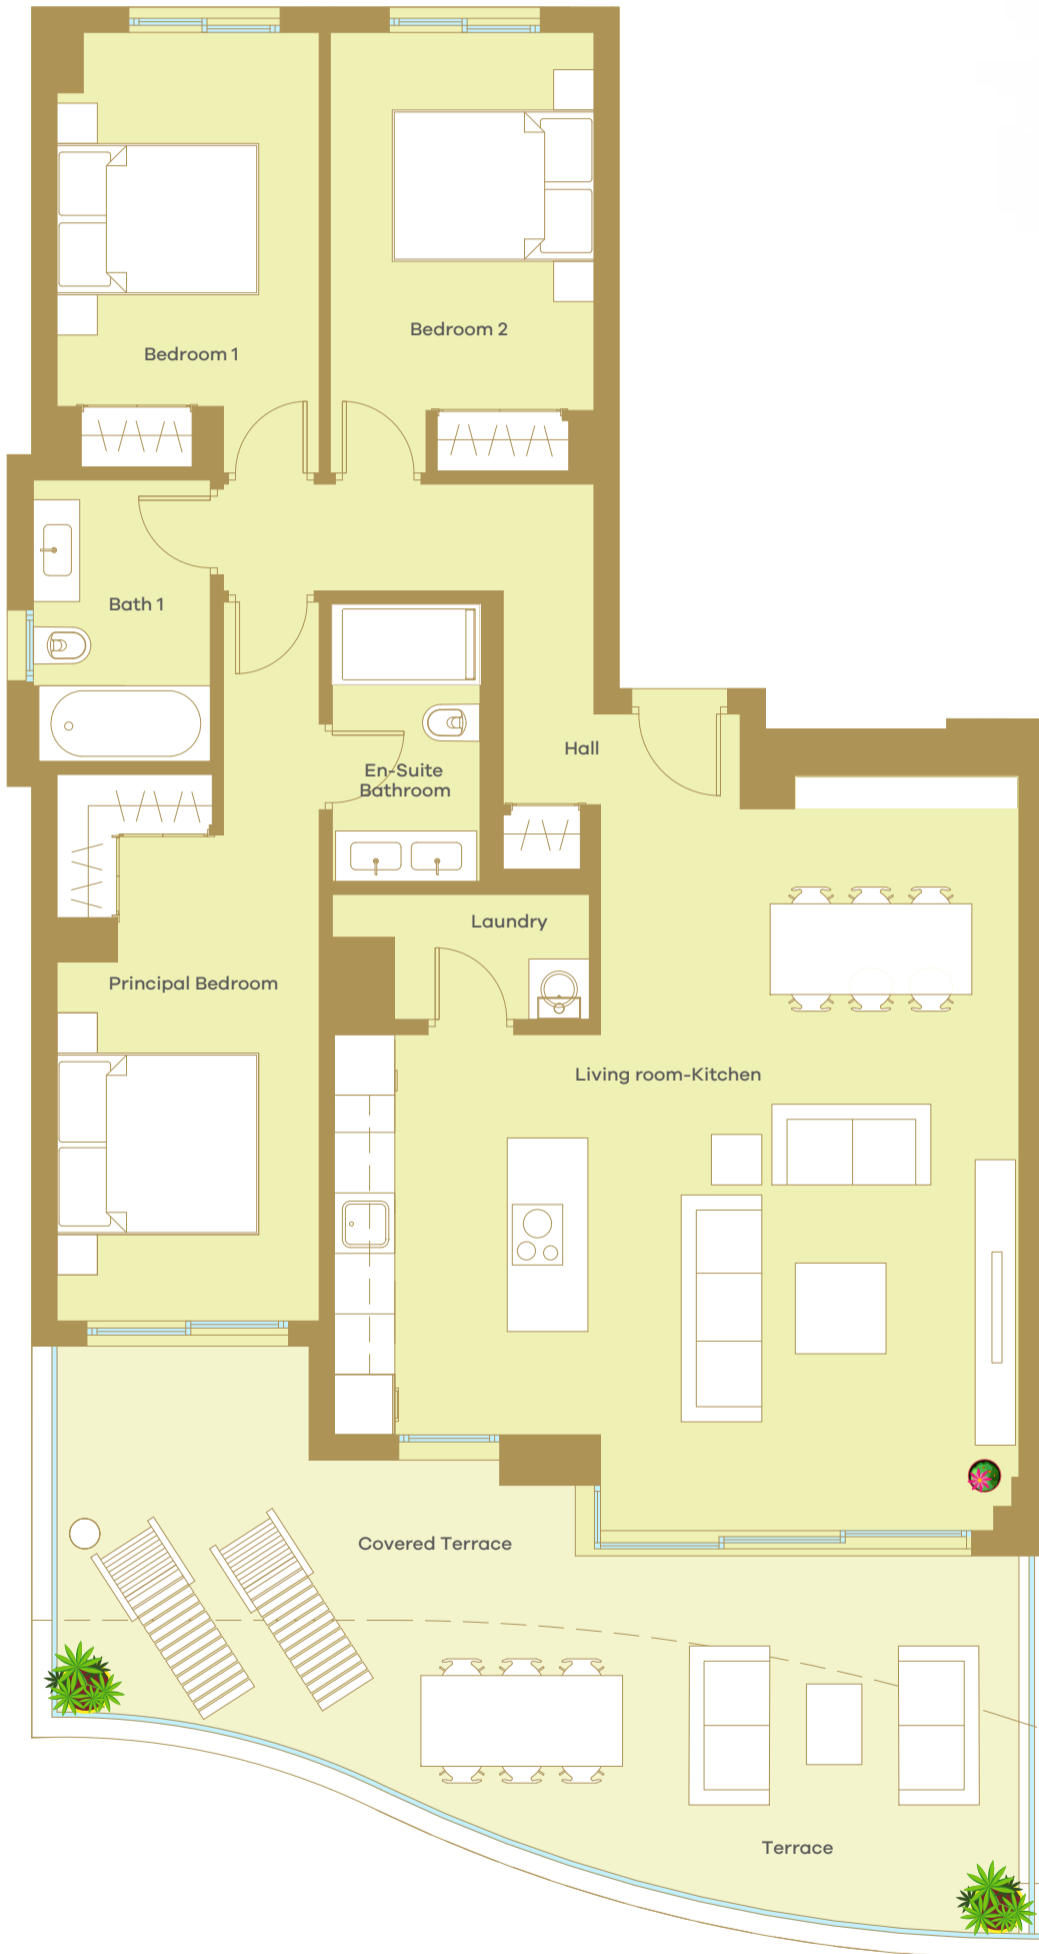 Bedroom 2
Bedroom 1
Bath 1
Hall
En-Suite
Bathroom
Laundry
Principal Bedroom
Living room-Kitchen
Covered Terrace
Terrace